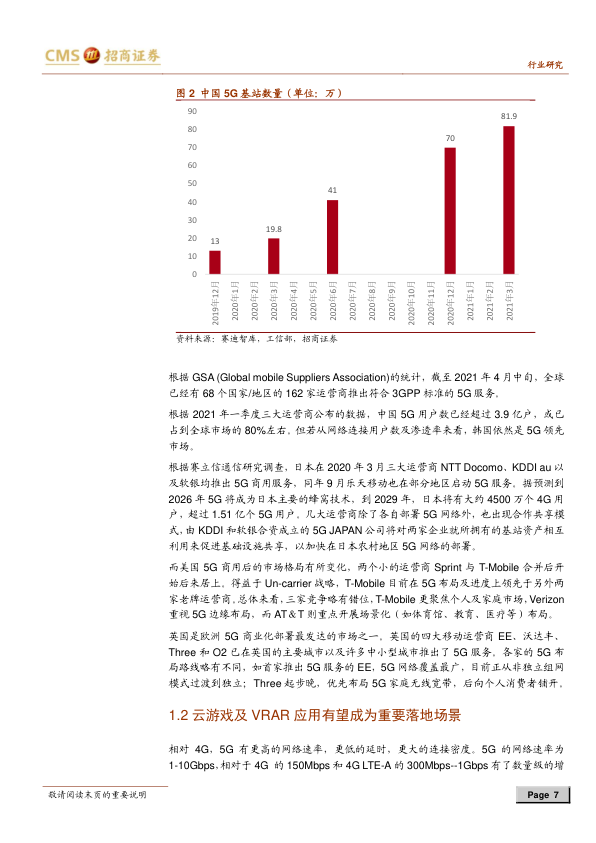 CMS 招商证券
行业研究
图 2 中国 5G 基站数量（单位：万）
90
80
70
60
50
40
30
20
10
0
13
19.8
41
70
81.9
2019年12月
2020年1月
2020年2月
2020年3月
2020年4月
2020年5月
2020年6月
2020年7月
2020年8月
2020年9月
2020年10月
2020年11月
2020年12月
2021年1月
2021年2月
2021年3月
资料来源：赛迪智库，工信部，招商证券
根据 GSA (Global mobile Suppliers Association)的统计，截至 2021 年 4 月中旬，全球
已经有 68 个国家/地区的 162 家运营商推出符合 3GPP 标准的 5G 服务。
根据 2021 年一季度三大运营商公布的数据，中国 5G 用户数已经超过 3.9 亿户，或已
占到全球市场的 80%左右。但若从网络连接用户数及渗透率来看，韩国依然是 5G 领先
市场。
根据赛立信通信研究调查，日本在 2020 年 3 月三大运营商 NTT Docomo、KDDI au 以
及软银均推出 5G 商用服务，同年 9 月乐天移动也在部分地区启动 5G 服务。据预测到
2026 年 5G 将成为日本主要的蜂窝技术，到 2029 年，日本将有大约 4500 万个 4G 用
户，超过 1.51 亿个 5G 用户。几大运营商除了各自部署 5G 网络外，也出现合作共享模
式，由 KDDI 和软银合资成立的 5G JAPAN 公司将对两家企业就所拥有的基站资产相互
利用来促进基础设施共享，以加快在日本农村地区 5G 网络的部署。
而美国 5G 商用后的市场格局有所变化，两个小的运营商 Sprint 与 T-Mobile 合并后开
始后来居上。得益于 Un-carrier 战略，T-Mobile 目前在 5G 布局及进度上领先于另外两
家老牌运营商。总体来看，三家竞争略有错位，T-Mobile 更聚焦个人及家庭市场，Verizon
重视 5G 边缘布局，而 AT＆T 则重点开展场景化（如体育馆、教育、医疗等）布局。
英国是欧洲 5G 商业化部署最发达的市场之一。英国的四大移动运营商 EE、沃达丰、
Three 和 O2 已在英国的主要城市以及许多中小型城市推出了 5G 服务。各家的 5G 布
局路线略有不同，如首家推出 5G 服务的 EE，5G 网络覆盖最广，目前正从非独立组网
模式过渡到独立；Three 起步晚，优先布局 5G 家庭无线宽带，后向个人消费者铺开。
1.2 云游戏及 VRAR 应用有望成为重要落地场景
相对 4G，5G 有更高的网络速率，更低的延时，更大的连接密度。5G 的网络速率为
1-10Gbps，相对于 4G 的 150Mbps 和 4G LTE-A 的 300Mbps--1Gbps 有了数量级的增
敬请阅读末页的重要说明
Page 7